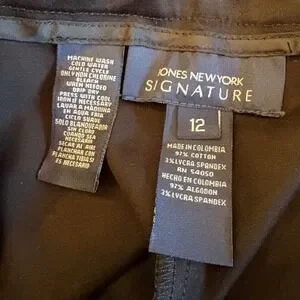 MACHINE WASH
COLD WATER
GENTLE CYCLE
ONLY NON CHLORINE
BLEACH
WHEN NEEDED
DRIP DRY
PRESS WITH COOL
IRON IF NECESSARY
LAVAR A MAQUINA
EN AGUA FRIA
CICLO SUAVE
SOLO BLANQUEADOR
SIN CLORO
CUANDO SEA
NECESARIO
SECAR AL AIRE
PLANCHAR CON
PLANCHA TIBIA SI
ES NECESARIO
JONES NEW YORK
SIGNATURE
12
MADE IN COLOMBIA
97% COTTON
3% LYCRA SPANDEX
RN 54050
HECHO EN COLOMBIA
97% ALGODON
3% LYCRA SPANDEX